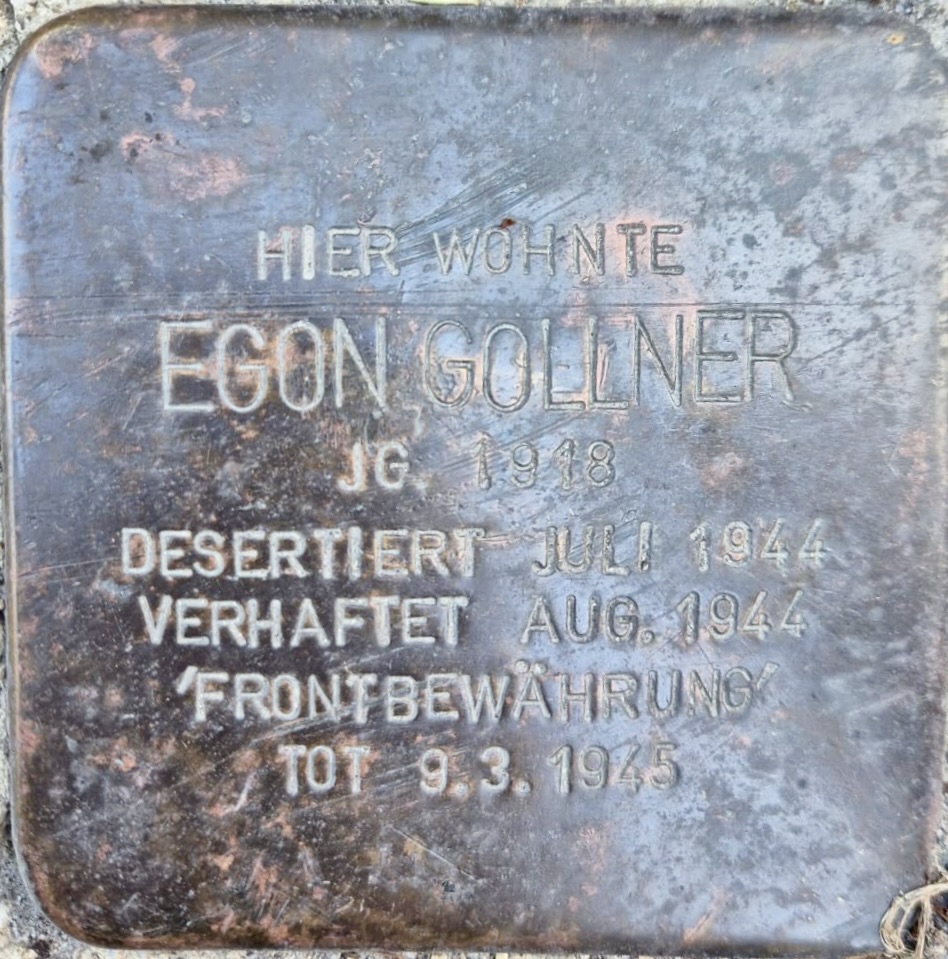 HIER WOHNTE
EGON GOLLNER
JG. 1918
DESERTIERT JULI 1944
VERHAFTET AUG. 1944
'FRONTBEWÄHRUNG'
TOT 9.3.1945